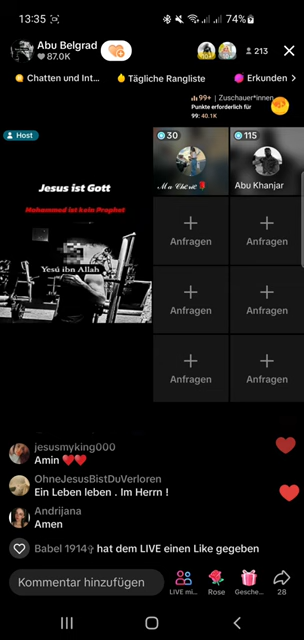 13:35
74%
Abu Belgrad
87.0K
213
Chatten und Int...
Tägliche Rangliste
Erkunden >
99+ | Zuschauer*innen
Punkte erforderlich für
99: 40.1K
Host
30
115
Abu Khanjar
Jesus ist Gott
Mohammed ist kein Prophet
Yesú ibn Allah
Anfragen
Anfragen
Anfragen
Anfragen
Anfragen
Anfragen
jesusmyking000
Amin ❤️❤️
OhneJesusBistDuVerloren
Ein Leben leben . Im Herrn !
Andrijana
Amen
Babel 1914✞ hat dem LIVE einen Like gegeben
Kommentar hinzufügen
LIVE mi...
Rose
Gesche...
28